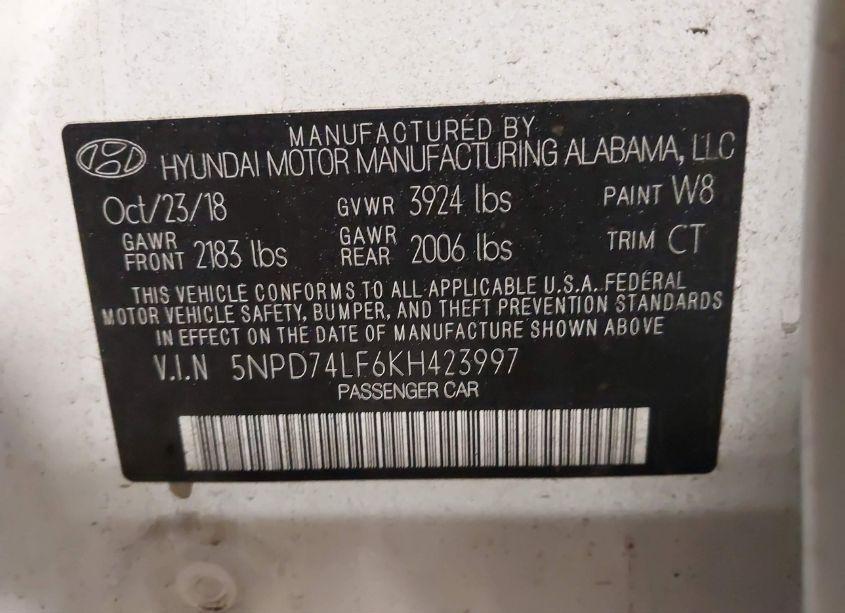 MANUFACTURED BY
HYUNDAI MOTOR MANUFACTURING ALABAMA, LLC
Oct/23/18 GVWR 3924 lbs PAINT W8
GAWR FRONT 2183 lbs GAWR REAR 2006 lbs TRIM CT
THIS VEHICLE CONFORMS TO ALL APPLICABLE U.S.A. FEDERAL
MOTOR VEHICLE SAFETY, BUMPER, AND THEFT PREVENTION STANDARDS
IN EFFECT ON THE DATE OF MANUFACTURE SHOWN ABOVE
V.I.N 5NPD74LF6KH423997
PASSENGER CAR